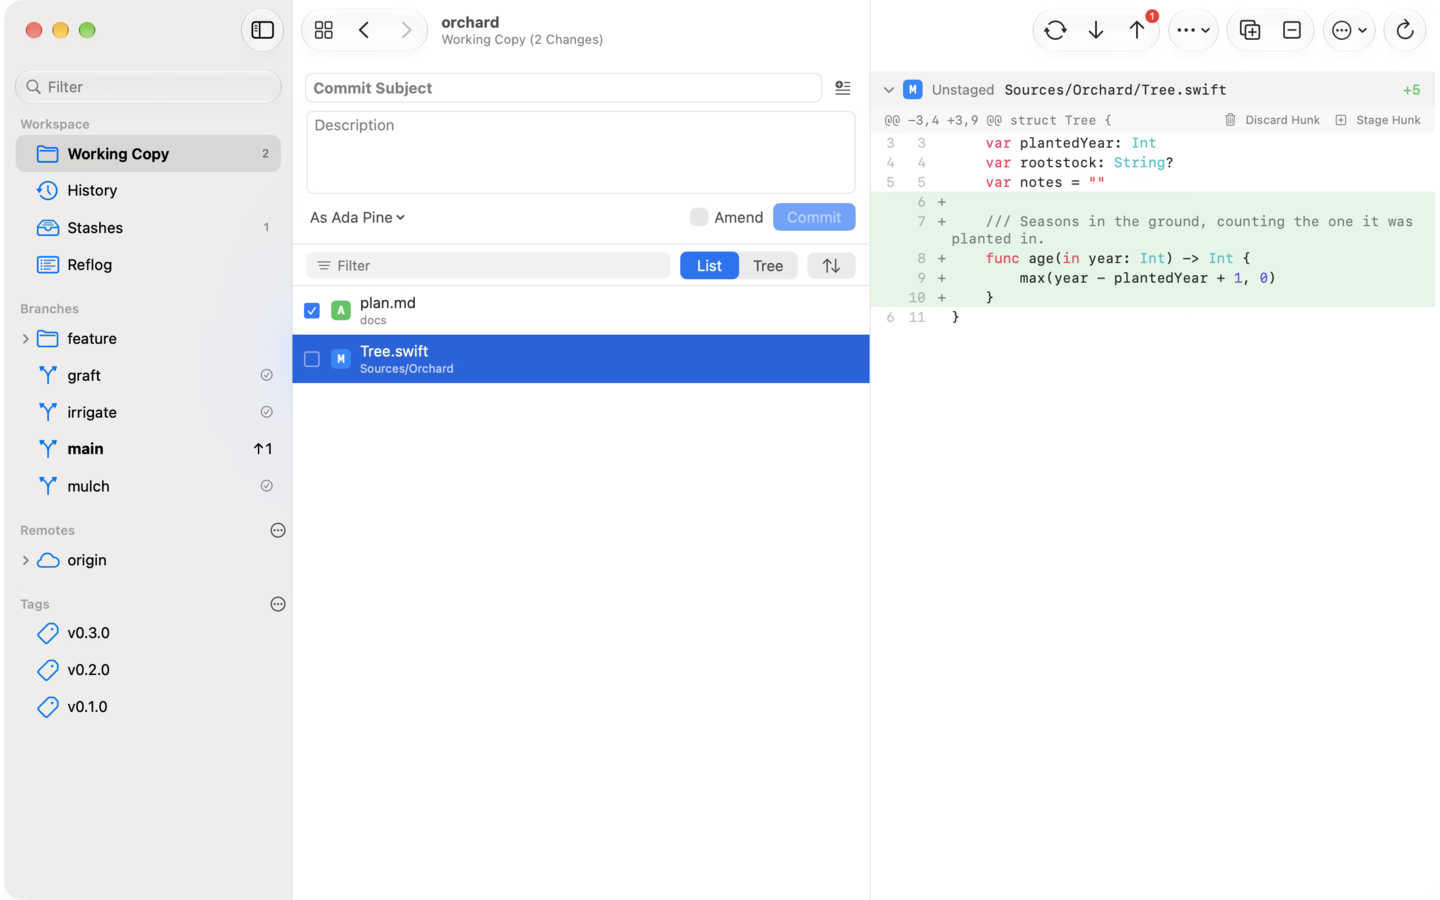 Filter
Workspace
Working Copy 2
History
Stashes 1
Reflog
Branches
feature
graft
irrigate
main ↑1
mulch
Remotes
origin
Tags
v0.3.0
v0.2.0
v0.1.0
orchard
Working Copy (2 Changes)
Commit Subject
Description
As Ada Pine
Amend
Commit
Filter
List
Tree
A plan.md
docs
M Tree.swift
Sources/Orchard
1
M Unstaged Sources/Orchard/Tree.swift +5
@@ −3,4 +3,9 @@ struct Tree { Discard Hunk Stage Hunk
3 3 var plantedYear: Int
4 4 var rootstock: String?
5 5 var notes = ""
6 +
7 + /// Seasons in the ground, counting the one it was
planted in.
8 + func age(in year: Int) -> Int {
9 + max(year - plantedYear + 1, 0)
10 + }
6 11 }